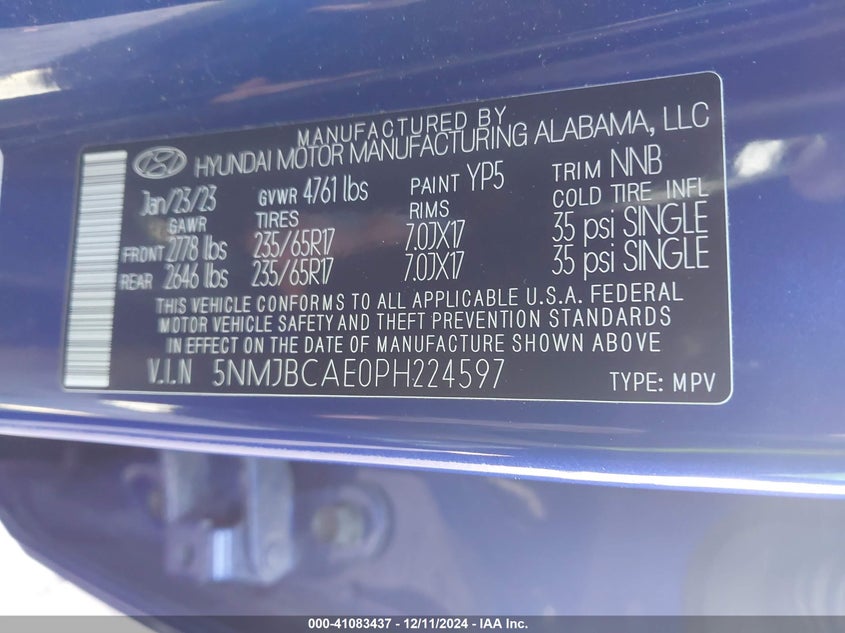 MANUFACTURED BY
HYUNDAI MOTOR MANUFACTURING ALABAMA, LLC
Jan/23/23 GVWR 4761 lbs PAINT YP5 TRIM NNB
GAWR TIRES RIMS COLD TIRE INFL
FRONT 2778 lbs 235/65R17 7.0JX17 35 psi SINGLE
REAR 2646 lbs 235/65R17 7.0JX17 35 psi SINGLE
THIS VEHICLE CONFORMS TO ALL APPLICABLE U.S.A. FEDERAL
MOTOR VEHICLE SAFETY AND THEFT PREVENTION STANDARDS
IN EFFECT ON THE DATE OF MANUFACTURE SHOWN ABOVE
V.I.N 5NMJBCAE0PH224597 TYPE: MPV
000-41083437 - 12/11/2024 - IAA Inc.